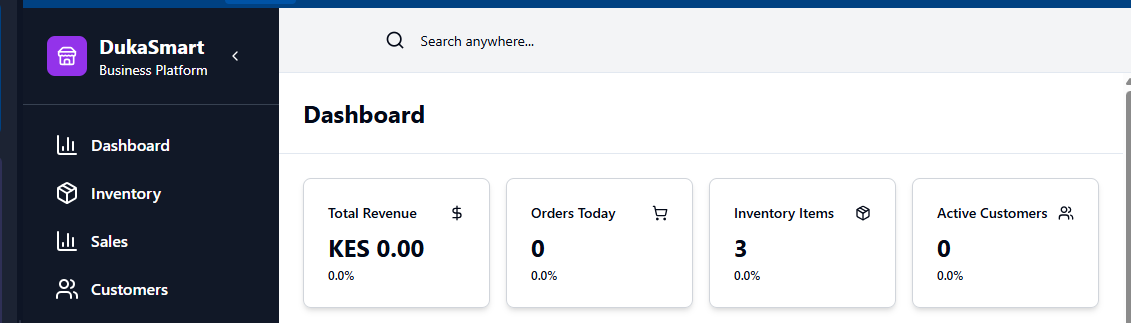 DukaSmart
Business Platform
Search anywhere...
Dashboard
Inventory
Sales
Customers
Dashboard
Total Revenue
KES 0.00
0.0%
Orders Today
0
0.0%
Inventory Items
3
0.0%
Active Customers
0
0.0%